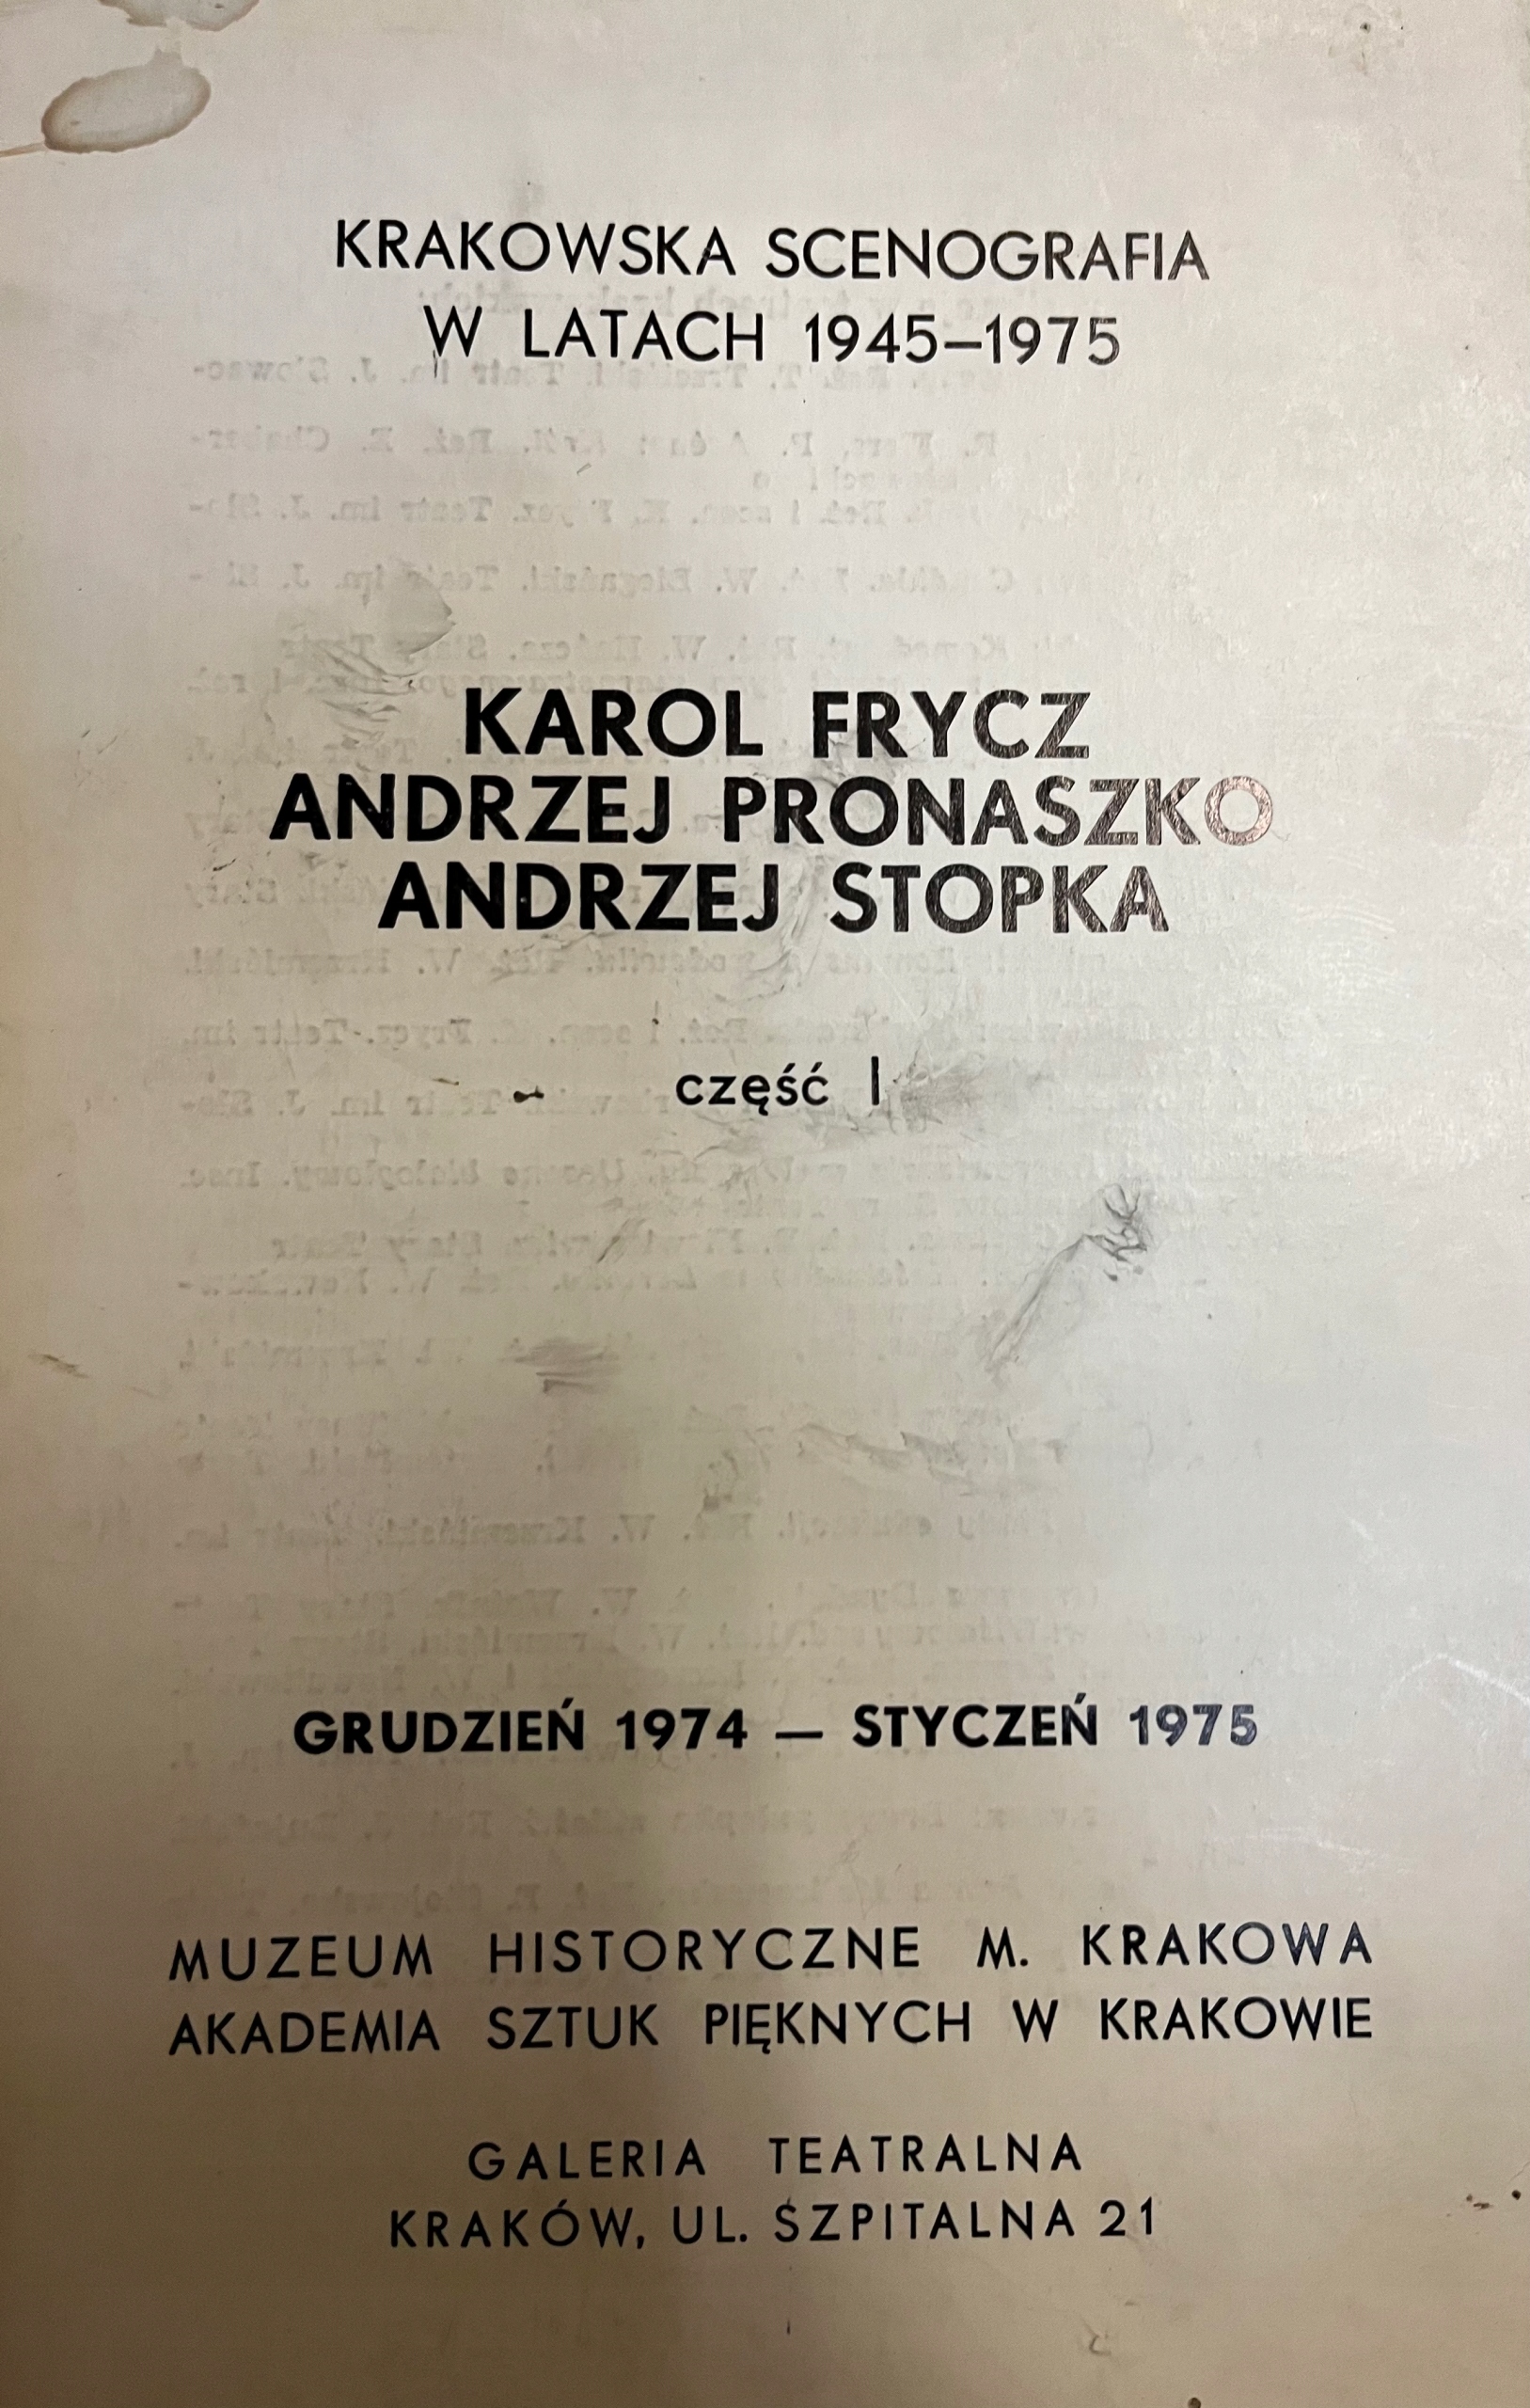 KRAKOWSKA SCENOGRAFIA
W LATACH 1945–1975
KAROL FRYCZ
ANDRZEJ PRONASZKO
ANDRZEJ STOPKA
część I
GRUDZIEŃ 1974 — STYCZEŃ 1975
MUZEUM HISTORYCZNE M. KRAKOWA
AKADEMIA SZTUK PIĘKNYCH W KRAKOWIE
GALERIA TEATRALNA
KRAKÓW, UL. SZPITALNA 21